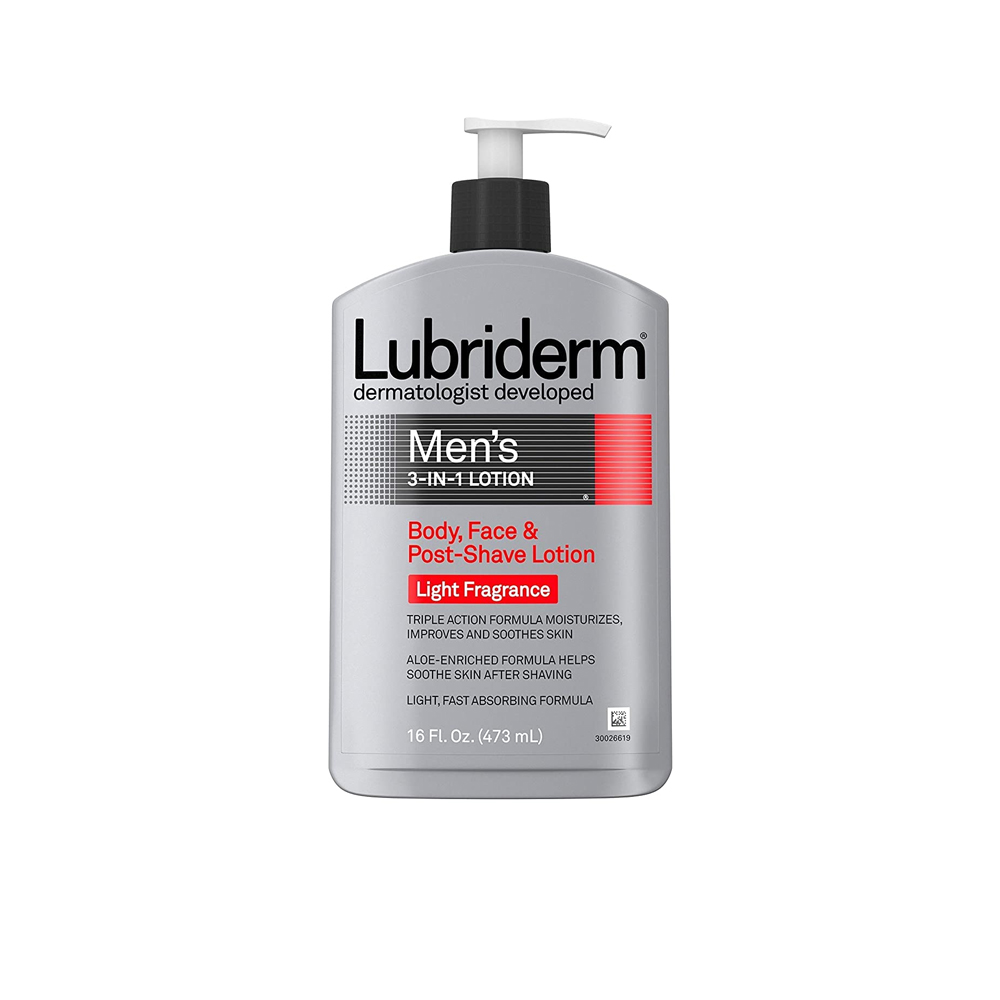 Lubriderm®
dermatologist developed
Men's
3-IN-1 LOTION
®
Body, Face &
Post-Shave Lotion
Light Fragrance
TRIPLE ACTION FORMULA MOISTURIZES,
IMPROVES AND SOOTHES SKIN
ALOE-ENRICHED FORMULA HELPS
SOOTHE SKIN AFTER SHAVING
LIGHT, FAST ABSORBING FORMULA
16 Fl. Oz. (473 mL)
30026619